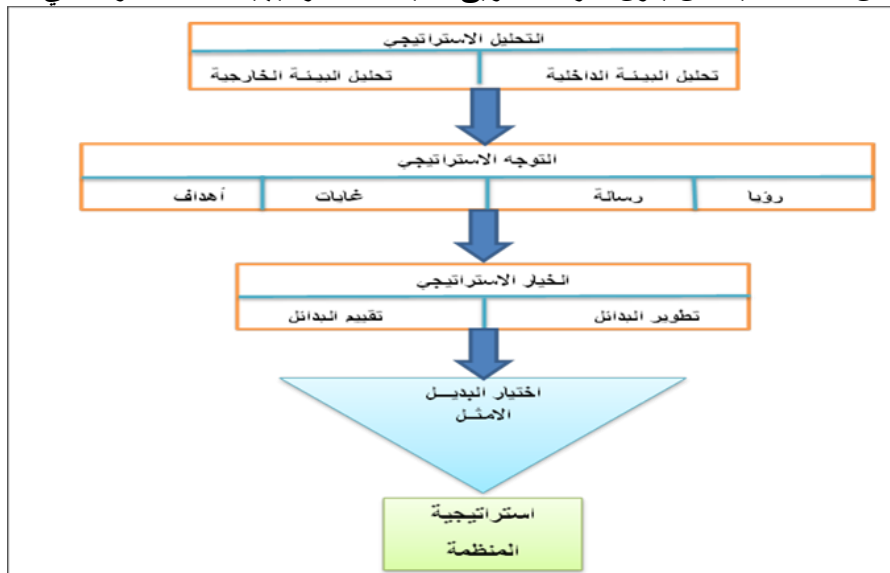 التحليل الاستراتيجي
تحليل البيئة الداخلية
تحليل البيئة الخارجية
التوجه الاستراتيجي
رؤيا
رسالة
غايات
أهداف
الخيار الاستراتيجي
تطوير البدائل
تقييم البدائل
اختيار البديل
الامثل
استراتيجية
المنظمة